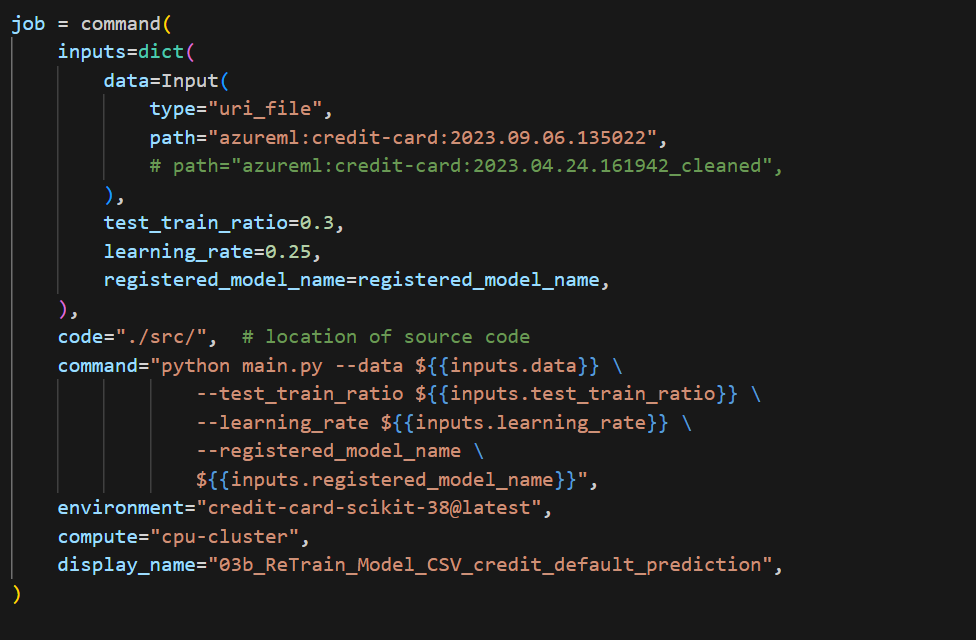 job = command(
    inputs=dict(
        data=Input(
            type="uri_file",
            path="azureml:credit-card:2023.09.06.135022",
            # path="azureml:credit-card:2023.04.24.161942_cleaned",
        ),
        test_train_ratio=0.3,
        learning_rate=0.25,
        registered_model_name=registered_model_name,
    ),
    code="./src/",  # location of source code
    command="python main.py --data ${{inputs.data}} \
                --test_train_ratio ${{inputs.test_train_ratio}} \
                --learning_rate ${{inputs.learning_rate}} \
                --registered_model_name \
                ${{inputs.registered_model_name}}",
    environment="credit-card-scikit-38@latest",
    compute="cpu-cluster",
    display_name="03b_ReTrain_Model_CSV_credit_default_prediction",
)